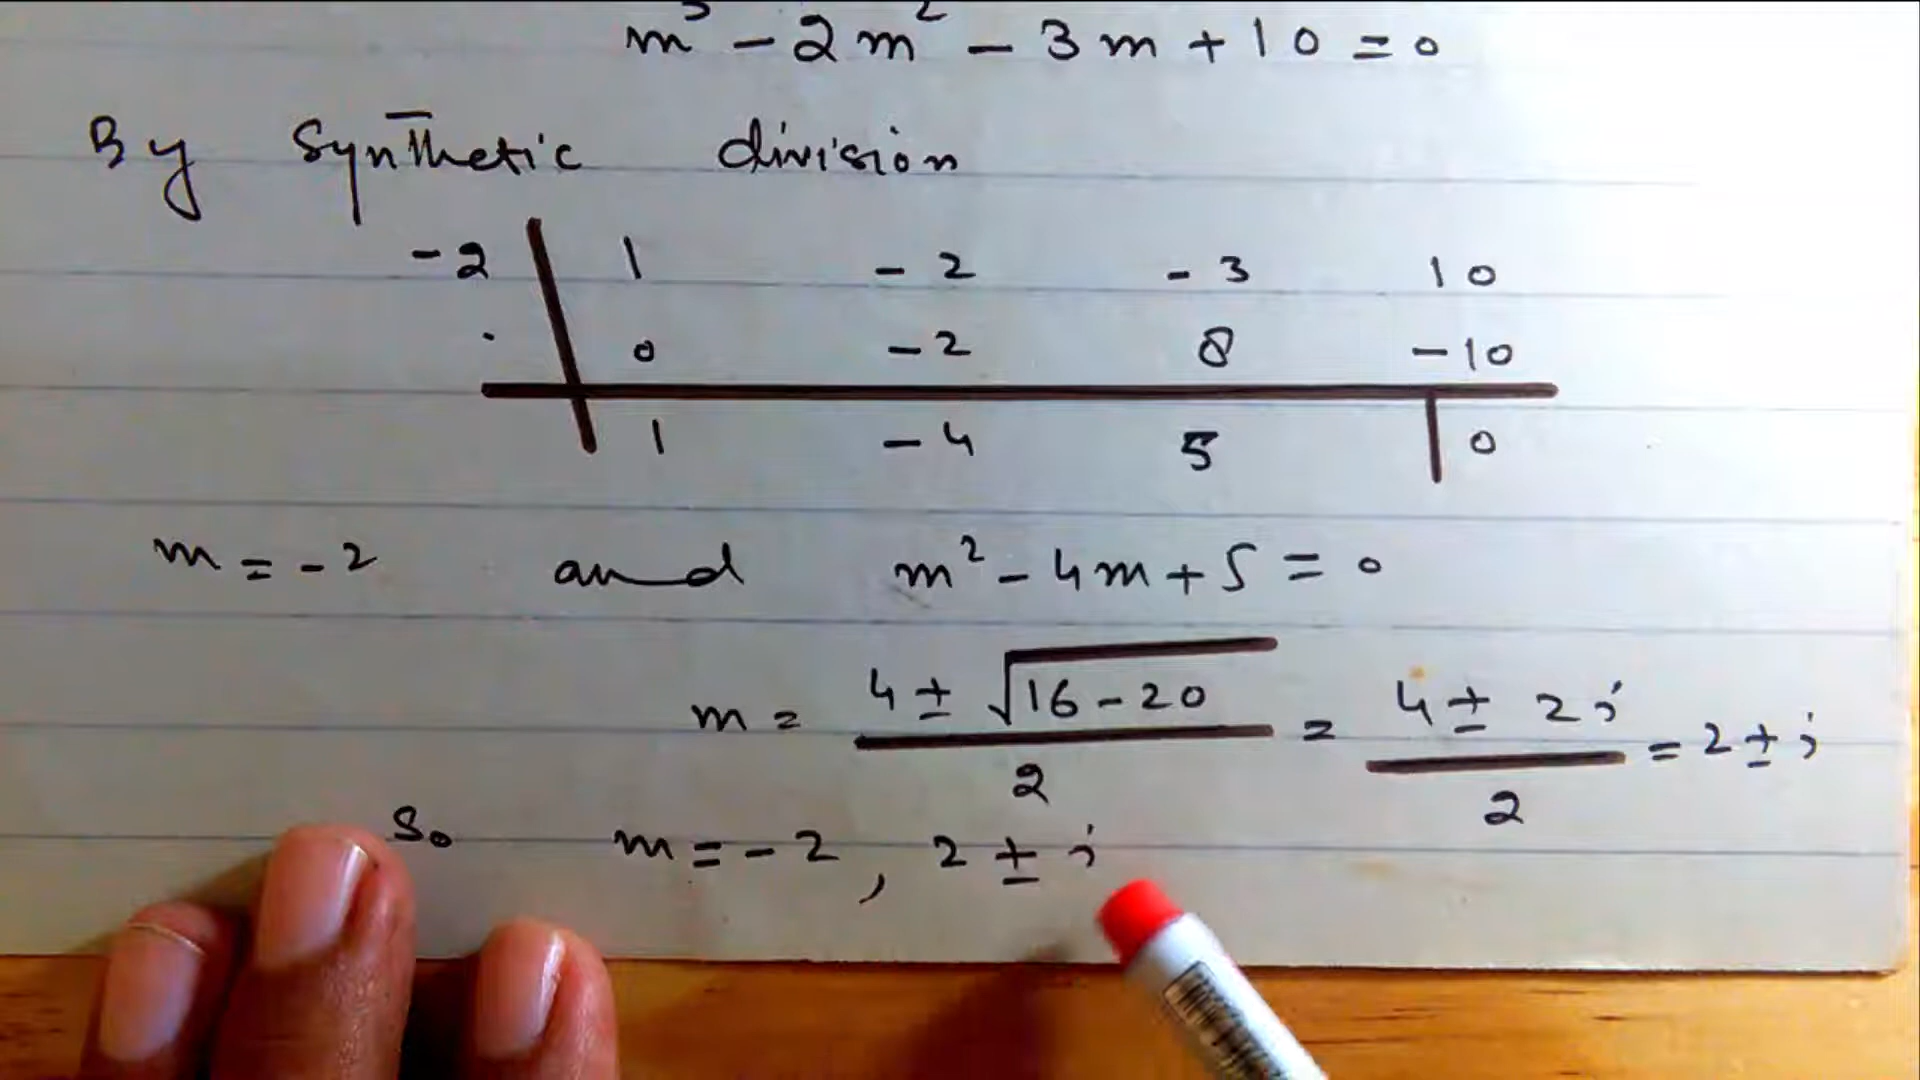 m³ - 2m² - 3m + 10 = 0
By Synthetic division
-2 | 1 -2 -3 10
. | 0 -2 8 -10
1 -4 5 | 0
m = -2 and m² - 4m + 5 = 0
m = (4 ± √(16 - 20))/2 = (4 ± 2i)/2 = 2 ± i
So m = -2, 2 ± i